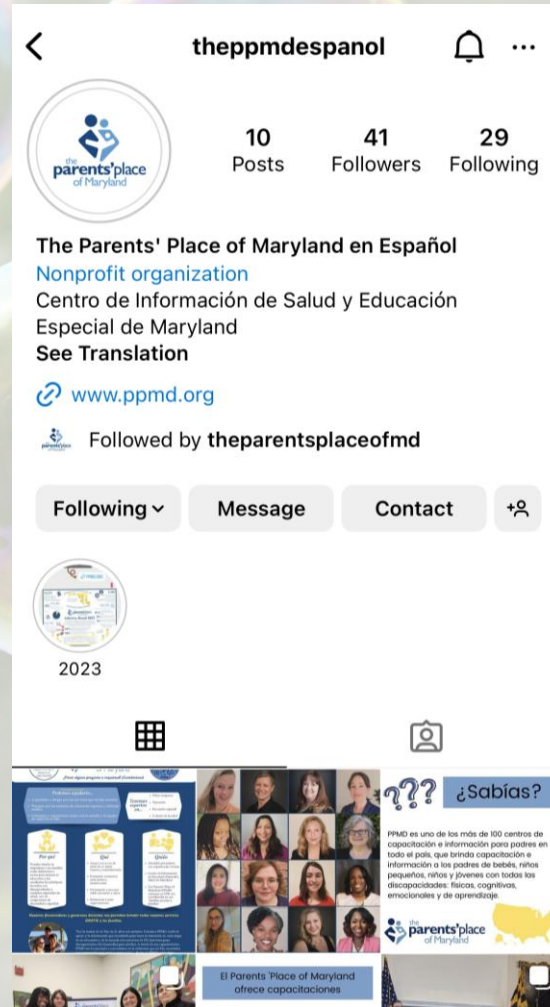 theppmdespanol
the
parents'place
of Maryland
10
Posts
41
Followers
29
Following
The Parents' Place of Maryland en Español
Nonprofit organization
Centro de Información de Salud y Educación
Especial de Maryland
See Translation
www.ppmd.org
Followed by theparentsplaceofmd
Following
Message
Contact
2023
Por qué
Qué
Quién
??? ¿Sabías?
PPMD es uno de los más de 100 centros de
capacitación e información para padres en
todo el país, que brinda capacitación e
información a los padres de bebés, niños
pequeños, niños y jóvenes con todas las
discapacidades: físicas, cognitivas,
emocionales y de aprendizaje.
the
parents'place
of Maryland
El Parents 'Place of Maryland
ofrece capacitaciones